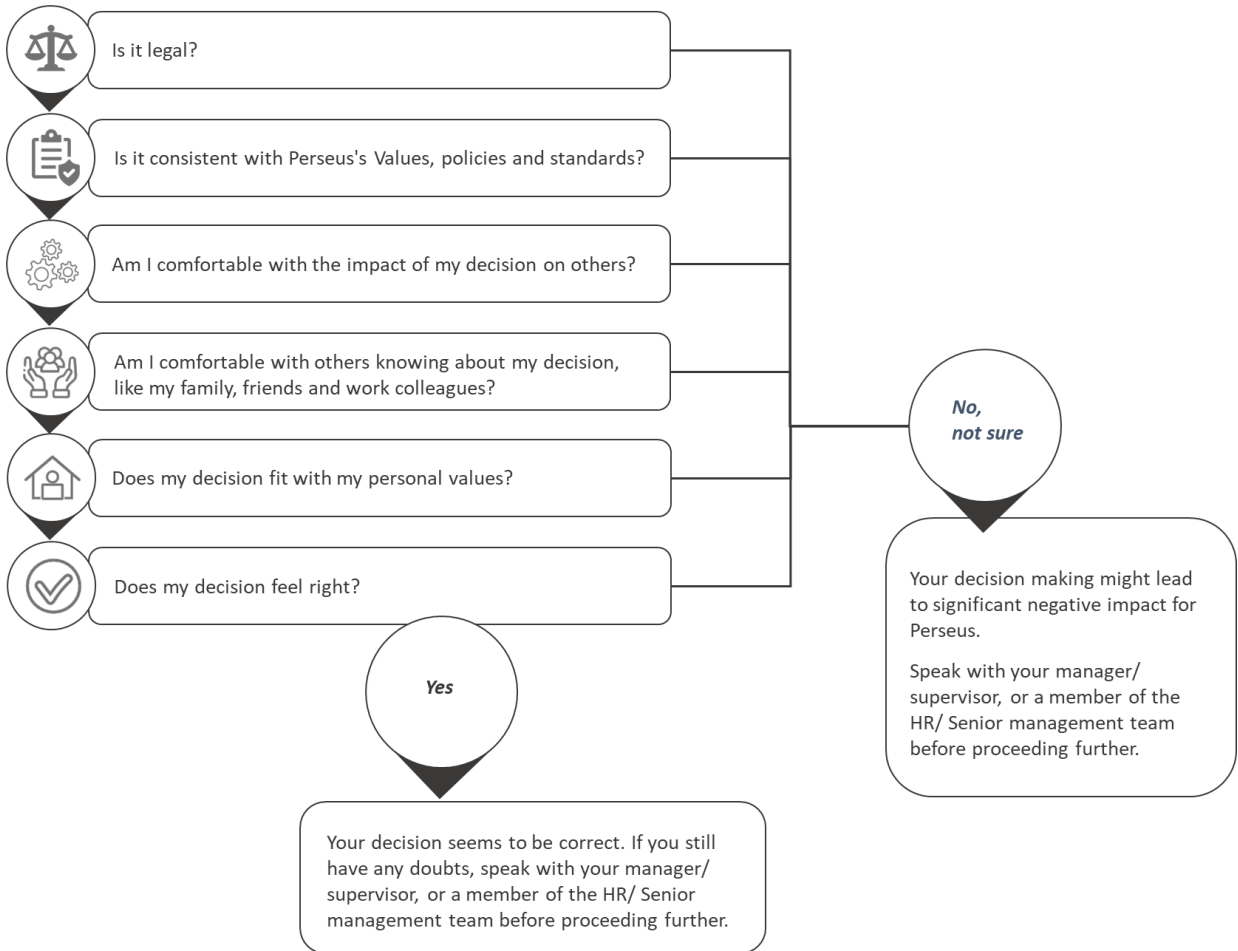 Is it legal?
Is it consistent with Perseus's Values, policies and standards?
Am I comfortable with the impact of my decision on others?
Am I comfortable with others knowing about my decision,
like my family, friends and work colleagues?
Does my decision fit with my personal values?
Does my decision feel right?
No,
not sure
Your decision making might lead
to significant negative impact for
Perseus.
Speak with your manager/
supervisor, or a member of the
HR/ Senior management team
before proceeding further.
Yes
Your decision seems to be correct. If you still
have any doubts, speak with your manager/
supervisor, or a member of the HR/ Senior
management team before proceeding further.